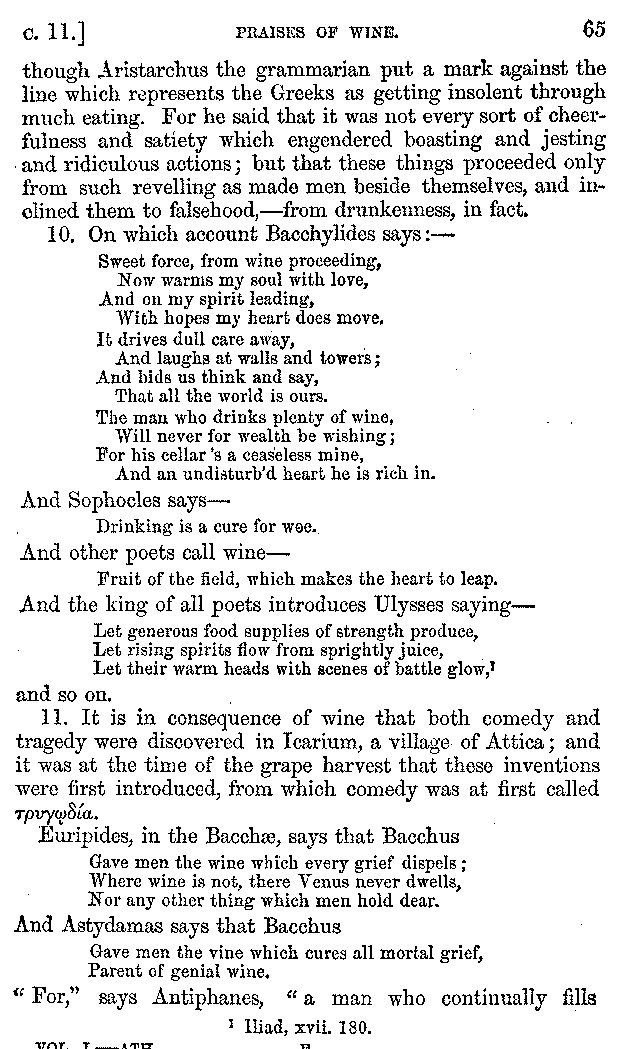 c. 11.] PRAISES OF WINE. 65
though Aristarchus the grammarian put a mark against the
line which represents the Greeks as getting insolent through
much eating. For he said that it was not every sort of cheer-
fulness and satiety which engendered boasting and jesting
and ridiculous actions; but that these things proceeded only
from such revelling as made men beside themselves, and in-
clined them to falsehood,—from drunkenness, in fact.
10. On which account Bacchylides says:—
Sweet force, from wine proceeding,
Now warms my soul with love,
And on my spirit leading,
With hopes my heart does move.
It drives dull care away,
And laughs at walls and towers;
And bids us think and say,
That all the world is ours.
The man who drinks plenty of wine,
Will never for wealth be wishing;
For his cellar's a ceaseless mine,
And an undisturb'd heart he is rich in.
And Sophocles says—
Drinking is a cure for woe.
And other poets call wine—
Fruit of the field, which makes the heart to leap.
And the king of all poets introduces Ulysses saying—
Let generous food supplies of strength produce,
Let rising spirits flow from sprightly juice,
Let their warm heads with scenes of battle glow,¹
and so on.
11. It is in consequence of wine that both comedy and
tragedy were discovered in Icarium, a village of Attica; and
it was at the time of the grape harvest that these inventions
were first introduced, from which comedy was at first called
τρυγῳδία.
Euripides, in the Bacchæ, says that Bacchus
Gave men the wine which every grief dispels;
Where wine is not, there Venus never dwells,
Nor any other thing which men hold dear.
And Astydamas says that Bacchus
Gave men the vine which cures all mortal grief,
Parent of genial wine.
“ For,” says Antiphanes, “ a man who continually fills
¹ Iliad, xvii. 180.
VOL. I.—ATH. F